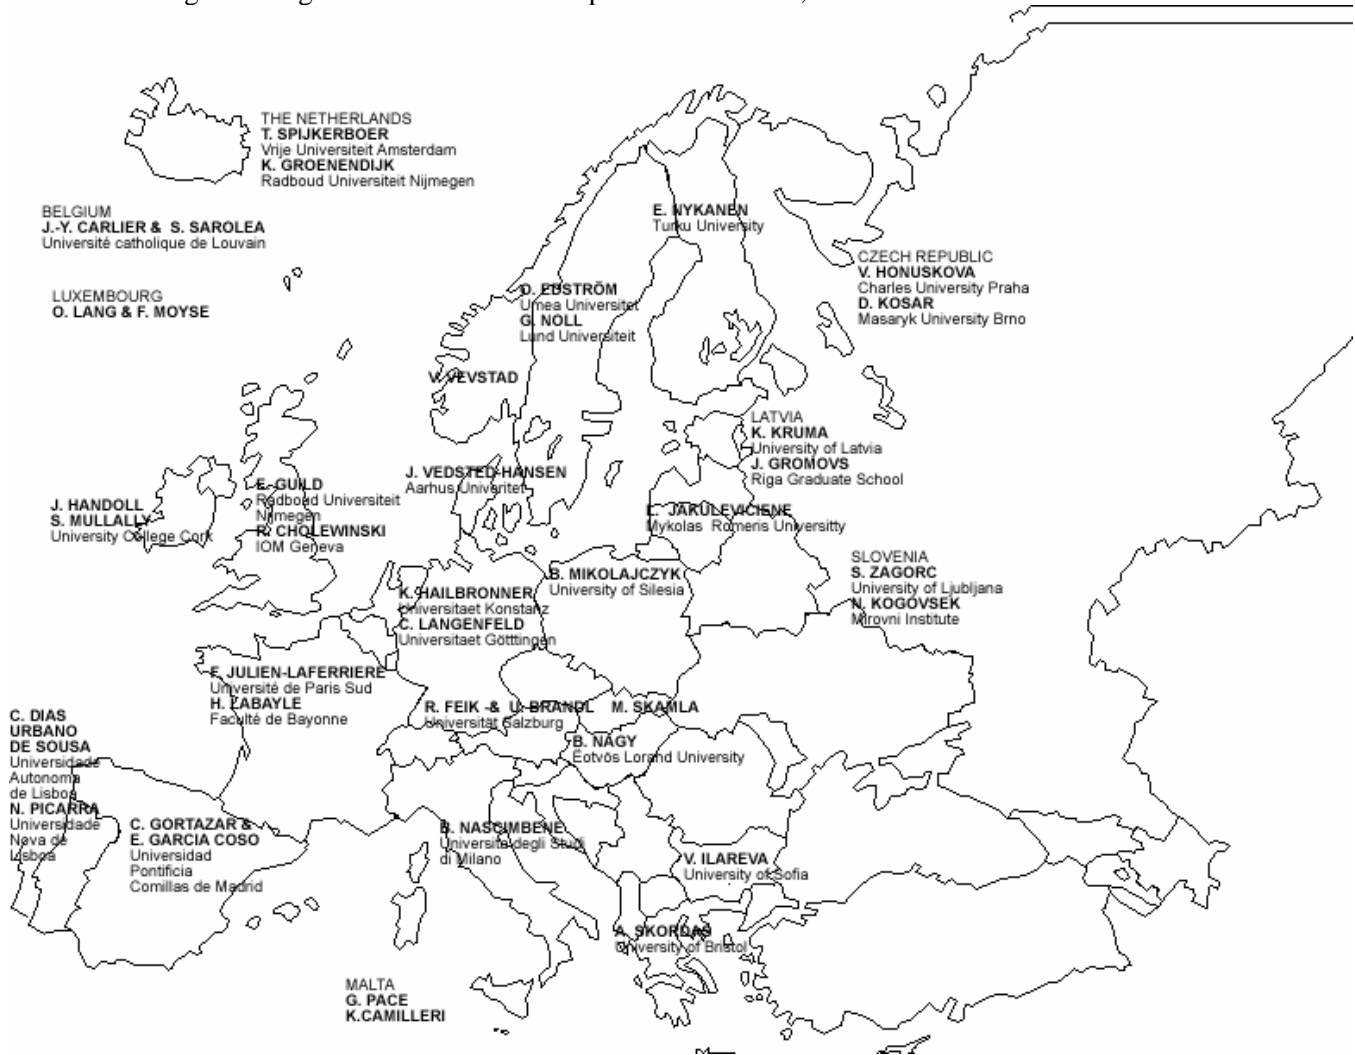 THE NETHERLANDS
T. SPIJKERBOER
Vrije Universiteit Amsterdam
K. GROENENDIJK
Radboud Universiteit Nijmegen
BELGIUM
J.-Y. CARLIER & S. SAROLEA
Université catholique de Louvain
LUXEMBOURG
O. LANG & F. MOYSE
E. NYKANEN
Turku University
CZECH REPUBLIC
V. HONUSKOVA
Charles University Praha
D. KOSAR
Masaryk University Brno
O. EDSTRÖM
Umea Universitet
G. NOLL
Lund Universiteit
V. VEVSTAD
LATVIA
K. KRUMA
University of Latvia
J. GROMOVS
Riga Graduate School
J. VEDSTED-HANSEN
Aarhus Univeritet
E. GUILD
Radboud Universiteit
Nijmegen
R. CHOLEWINSKI
IOM Geneva
J. HANDOLL
S. MULLALLY
University College Cork
L. JAKULEVICIENE
Mykolas Romeris Universitty
SLOVENIA
S. ZAGORC
University of Ljubljana
N. KOGOVSEK
Mirovni Institute
B. MIKOLAJCZYK
University of Silesia
K. HAILBRONNER
Universitaet Konstanz
C. LANGENFELD
Universitaet Götttingen
F. JULIEN-LAFERRIERE
Université de Paris Sud
H. LABAYLE
Faculté de Bayonne
R. FEIK -& U. BRANDL
Universität Salzburg
M. SKAMLA
B. NAGY
Eotvös Lorand University
C. DIAS
URBANO
DE SOUSA
Universidade
Autonoma
de Lisboa
N. PICARRA
Universidade
Nova de
Lisboa
C. GORTAZAR &
E. GARCIA COSO
Universidad
Pontificia
Comillas de Madrid
B. NASCIMBENE
Universita degli Studi
di Milano
V. ILAREVA
University of Sofia
A. SKORDAS
University of Bristol
MALTA
G. PACE
K.CAMILLERI